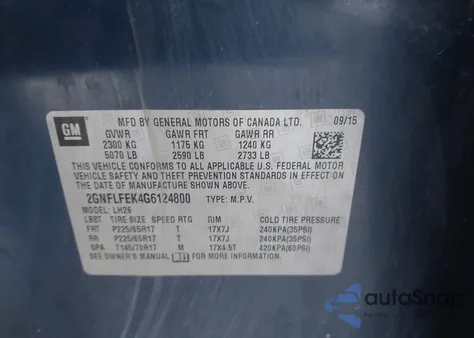 GM
MFD BY GENERAL MOTORS OF CANADA LTD. 09/15
GVWR GAWR FRT GAWR RR
2300 KG 1175 KG 1240 KG
5070 LB 2590 LB 2733 LB
THIS VEHICLE CONFORMS TO ALL APPLICABLE U.S. FEDERAL MOTOR
VEHICLE SAFETY AND THEFT PREVENTION STANDARDS IN EFFECT ON
THE DATE OF MANUFACTURE SHOWN ABOVE.
2GNFLFEK4G6124800 TYPE: M.P.V.
MODEL: LH26
LBBT TIRE SIZE SPEED RTG RIM COLD TIRE PRESSURE
FRT P225/65R17 T 17X7J 240KPA(35PSI)
RR P225/65R17 T 17X7J 240KPA(35PSI)
SP T145/70R17 M 17X4.5T 420KPA(60PSI)
SEE OWNER'S MANUAL FOR MORE INFORMATION.
autoSnap